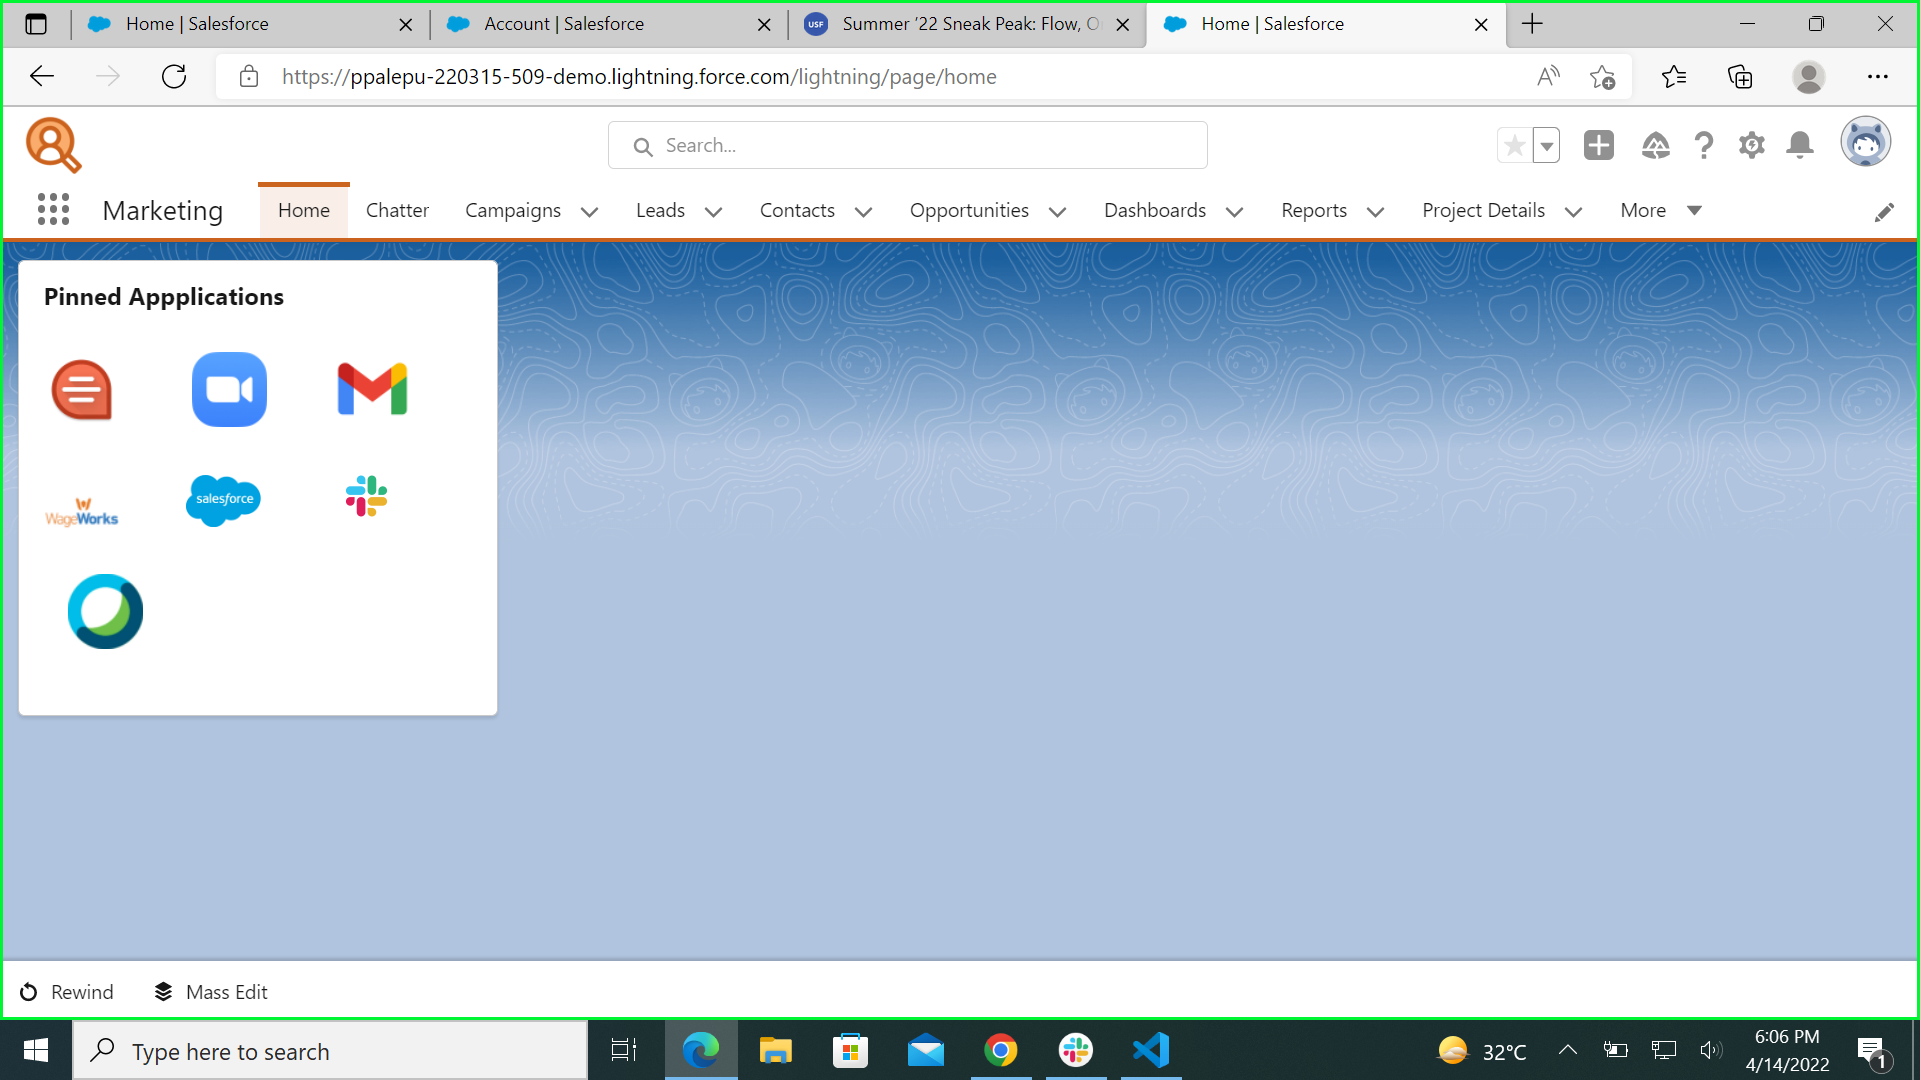 Home | Salesforce
Account | Salesforce
USF
Summer ‘22 Sneak Peak: Flow, O
Home | Salesforce
https://ppalepu-220315-509-demo.lightning.force.com/lightning/page/home
Search...
Marketing
Home
Chatter
Campaigns
Leads
Contacts
Opportunities
Dashboards
Reports
Project Details
More
Pinned Appplications
WageWorks
salesforce
Rewind
Mass Edit
Type here to search
32°C
6:06 PM
4/14/2022
1